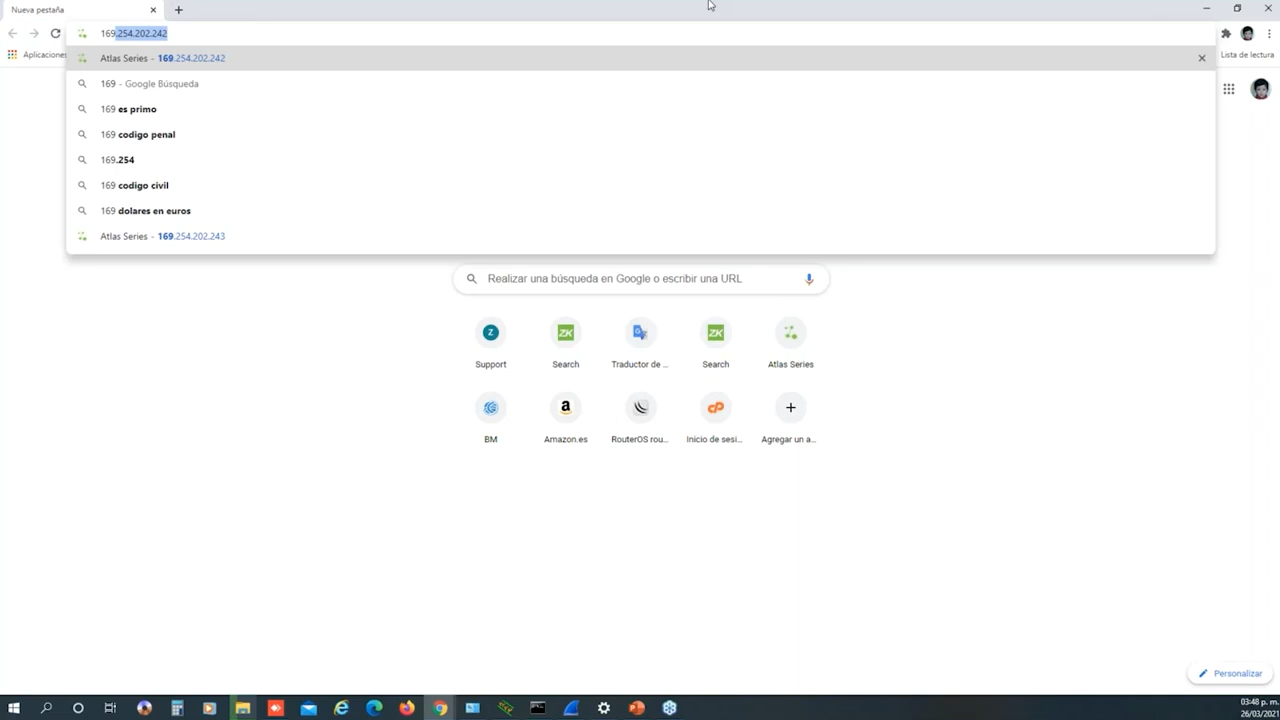 Nueva pestaña
169.254.202.242
Atlas Series - 169.254.202.242
Aplicaciones
Lista de lectura
169 - Google Búsqueda
169 es primo
169 codigo penal
169.254
169 codigo civil
169 dolares en euros
Atlas Series - 169.254.202.243
Realizar una búsqueda en Google o escribir una URL
Z
ZK
ZK
Support
Search
Traductor de ...
Search
Atlas Series
a
cP
BM
Amazon.es
RouterOS rou...
Inicio de sesi...
Agregar un a...
Personalizar
03:48 p. m.
26/03/2021